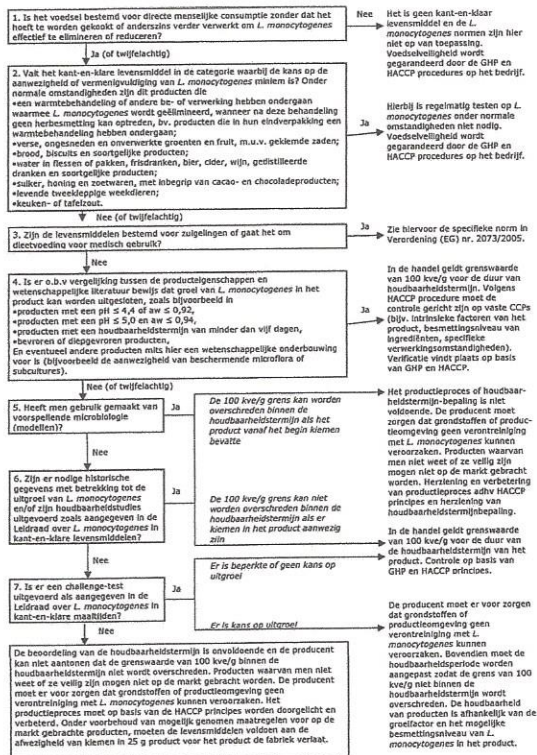 1. Is het voedsel bestemd voor directe menselijke consumptie zonder dat het
hoeft te worden gekookt of anderszins verder verwerkt om L. monocytogenes
effectief te elimineren of reduceren?
Nee
Het is geen kant-en-klaar
levensmiddel en de L.
monocytogenes normen zijn hier
niet op van toepassing.
Voedselveiligheid wordt
gegarandeerd door de GHP en
HACCP procedures op het bedrijf.
Ja (of twijfelachtig)
2. Valt het kant-en-klare levensmiddel in de categorie waarbij de kans op de
aanwezigheid of vermenigvuldiging van L. monocytogenes miniem is? Onder
normale omstandigheden zijn dit producten die
•een warmtebehandeling of andere be- of verwerking hebben ondergaan
waarmee L. monocytogenes wordt geëlimineerd, wanneer na deze behandeling
geen herbesmetting kan optreden, bv. producten die in hun eindverpakking een
warmtebehandeling hebben ondergaan;
•verse, ongesneden en onverwerkte groenten en fruit, m.u.v. gekiemde zaden;
•brood, biscuits en soortgelijke producten;
•water in flessen of pakken, frisdranken, bier, cider, wijn, gedistilleerde
dranken en soortgelijke producten;
•suiker, honing en zoetwaren, met inbegrip van cacao- en chocoladeproducten;
•levende tweekleppige weekdieren;
•keuken- of tafelzout.
Ja
Hierbij is regelmatig testen op L.
monocytogenes onder normale
omstandigheden niet nodig.
Voedselveiligheid wordt
gegarandeerd door de GHP en
HACCP procedures op het bedrijf.
Nee (of twijfelachtig)
3. Zijn de levensmiddelen bestemd voor zuigelingen of gaat het om
dieetvoeding voor medisch gebruik?
Ja
Zie hiervoor de specifieke norm in
Verordening (EG) nr. 2073/2005.
Nee
4. Is er o.b.v vergelijking tussen de producteigenschappen en
wetenschappelijke literatuur bewijs dat groei van L. monocytogenes in het
product kan worden uitgesloten, zoals bijvoorbeeld in
•producten met een pH ≤ 4,4 of aw ≤ 0,92,
•producten met een pH ≤ 5,0 en aw ≤ 0,94,
•producten met een houdbaarheidstermijn van minder dan vijf dagen,
•bevroren of diepgevroren producten,
En eventueel andere producten mits hier een wetenschappelijke onderbouwing
voor is (bijvoorbeeld de aanwezigheid van beschermende microflora of
subcultures).
Ja
In de handel geldt grenswaarde
van 100 kve/g voor de duur van
houdbaarheidstermijn. Volgens
HACCP procedure moet de
controle gericht zijn op vaste CCPs
(bijv. Intrinsieke factoren van het
product, besmettingsniveau van
ingrediënten, specifieke
verwerkingsomstandigheden).
Verificatie vindt plaats op basis
van GHP en HACCP.
Nee (of twijfelachtig)
5. Heeft men gebruik gemaakt van
voorspellende microbiologie
(modellen)?
Ja
De 100 kve/g grens kan worden
overschreden binnen de
houdbaarheidstermijn als het
product vanaf het begin kiemen
bevatte
Het productieproces of houdbaar-
heidstermijn-bepaling is niet
voldoende. De producent moet
zorgen dat grondstoffen of produc-
tieomgeving geen verontreiniging
met L. monocytogenes kunnen
veroorzaken. Producten waarvan
men niet weet of ze veilig zijn
mogen niet op de markt gebracht
worden. Herziening en verbetering
van productieproces adhv HACCP
principes en herziening van
houdbaarheidstermijnbepaling.
Nee
6. Zijn er nodige historische
gegevens met betrekking tot de
uitgroei van L. monocytogenes
en/of zijn houdbaarheidstudies
uitgevoerd zoals aangegeven in de
Leidraad over L. monocytogenes in
kant-en-klare levensmiddelen?
Ja
De 100 kve/g grens kan niet
worden overschreden binnen de
houdbaarheidstermijn als er
kiemen in het product aanwezig
zijn
In de handel geldt grenswaarde
van 100 kve/g voor de duur van
de houdbaarheidstermijn van het
product. Controle op basis van
GHP en HACCP principes.
Nee
7. Is er een challenge-test
uitgevoerd als aangegeven in de
Leidraad over L. monocytogenes in
kant-en-klare maaltijden?
Ja
Er is beperkte of geen kans op
uitgroei
Er is kans op uitgroei
De producent moet er voor zorgen
dat grondstoffen of
productieomgeving geen
verontreiniging met L.
monocytogenes kunnen
veroorzaken. Bovendien moet de
houdbaarheidsperiode worden
aangepast zodat de grens van 100
kve/g niet binnen de
houdbaarheidstermijn wordt
overschreden. De houdbaarheid
van producten is afhankelijk van de
groeifactor en het mogelijke
besmettingsniveau van L.
monocytogenes in het product.
Nee
De beoordeling van de houdbaarheidstermijn is onvoldoende en de producent
kan niet aantonen dat de grenswaarde van 100 kve/g binnen de
houdbaarheidstermijn niet wordt overschreden. Producten waarvan men niet
weet of ze veilig zijn mogen niet op de markt gebracht worden. De producent
moet er voor zorgen dat grondstoffen of productieomgeving geen
verontreiniging met L. monocytogenes kunnen veroorzaken. Het
productieproces moet op basis van de HACCP principes worden doorgelicht en
verbeterd. Onder voorbehoud van mogelijk genomen maatregelen voor op de
markt gebrachte producten, moeten de levensmiddelen voldoen aan de
afwezigheid van kiemen in 25 g product voor het product de fabriek verlaat.